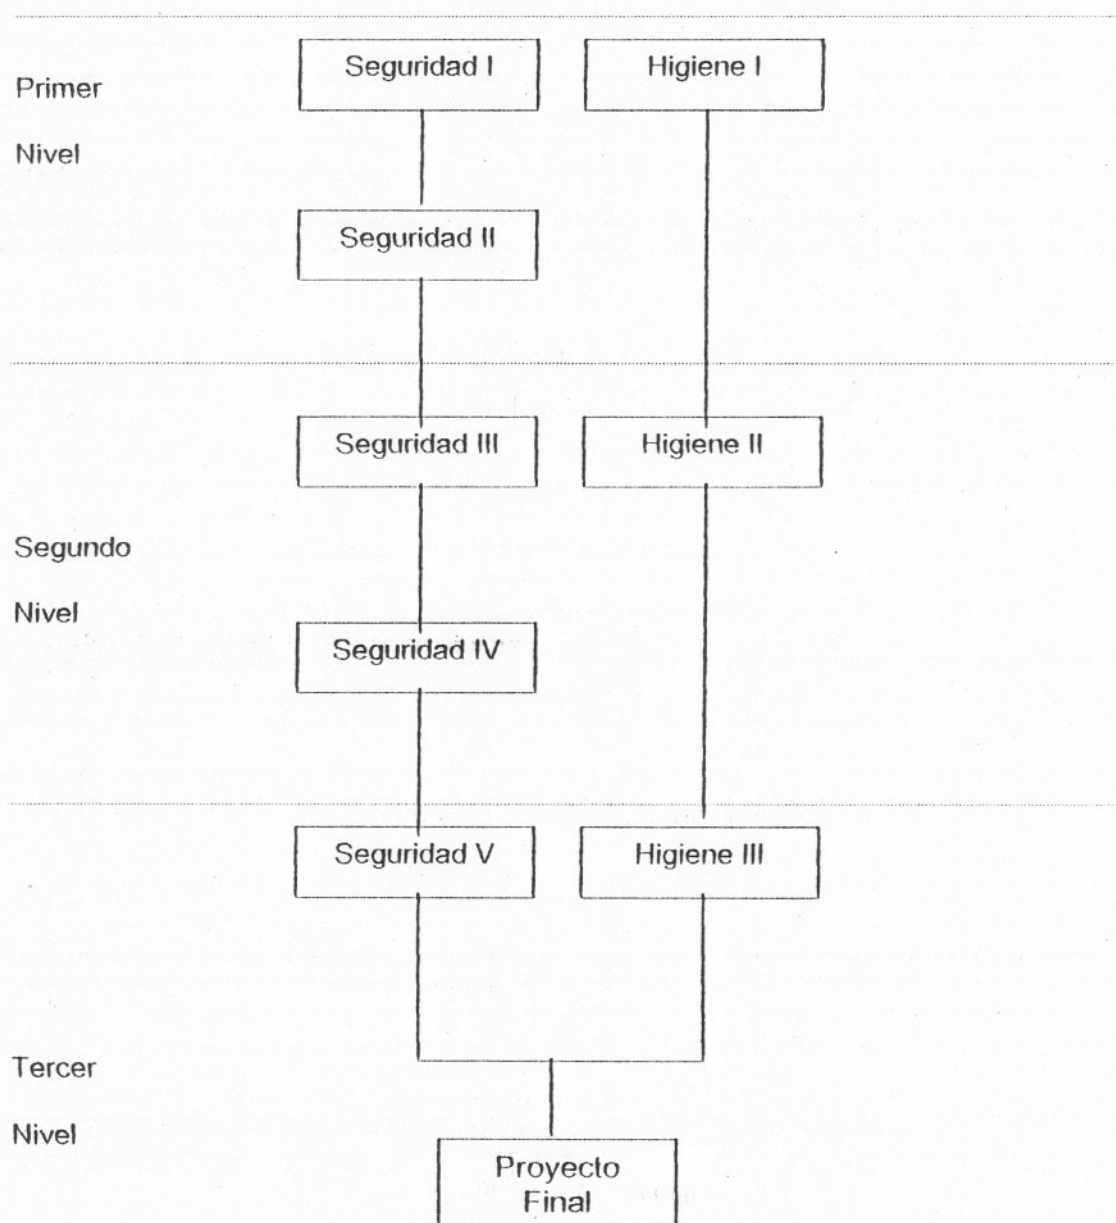 Seguridad I
Higiene I
Primer
Nivel
Seguridad II
Seguridad III
Higiene II
Segundo
Nivel
Seguridad IV
Seguridad V
Higiene III
Tercer
Nivel
Proyecto
Final